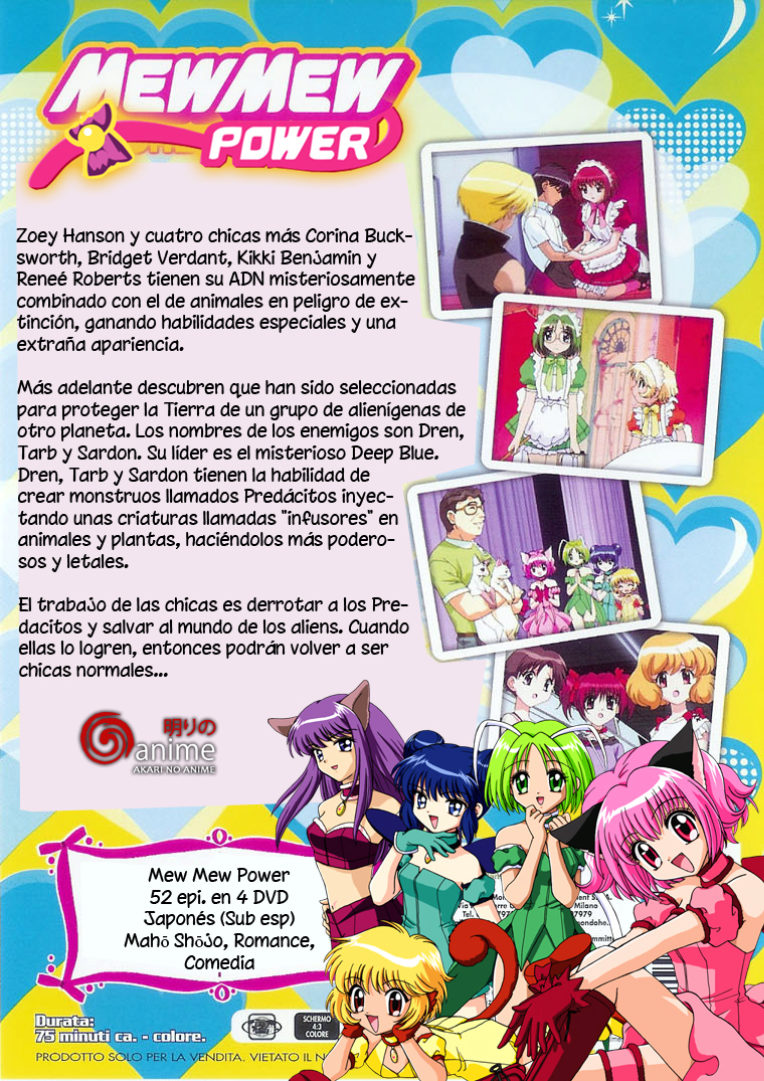 MEWMEW
POWER
Zoey Hanson y cuatro chicas más Corina Buck-
sworth, Bridget Verdant, Kikki Benjamin y
Reneé Roberts tienen su ADN misteriosamente
combinado con el de animales en peligro de ex-
tinción, ganando habilidades especiales y una
extraña apariencia.
Más adelante descubren que han sido seleccionadas
para proteger la Tierra de un grupo de alienígenas de
otro planeta. Los nombres de los enemigos son Dren,
Tarb y Sardon. Su líder es el misterioso Deep Blue.
Dren, Tarb y Sardon tienen la habilidad de
crear monstruos llamados Predácitos inyec-
tando unas criaturas llamadas "infusores" en
animales y plantas, haciéndolos más podero-
sos y letales.
El trabajo de las chicas es derrotar a los Pre-
dacitos y salvar al mundo de los aliens. Cuando
ellas lo logren, entonces podrán volver a ser
chicas normales...
明りの
anime
AKARI NO ANIME
Mew Mew Power
52 epi. en 4 DVD
Japonés (Sub esp)
Mahō Shōjo, Romance,
Comedia
Milano
Tel.
Durata:
75 minuti ca. - colore.
SCHERMO
4:3
COLORE
PRODOTTO SOLO PER LA VENDITA. VIETATO IL